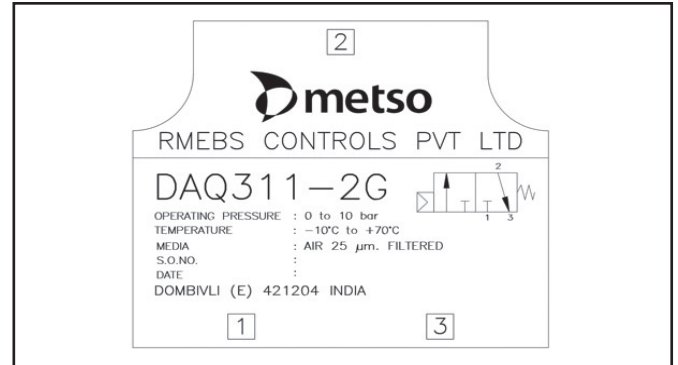 2
metso
RMEBS CONTROLS PVT LTD
DAQ311-2G
2
1 3
OPERATING PRESSURE : 0 to 10 bar
TEMPERATURE : -10°C to +70°C
MEDIA : AIR 25 μm. FILTERED
S.O.NO. :
DATE :
DOMBIVLI (E) 421204 INDIA
1 3